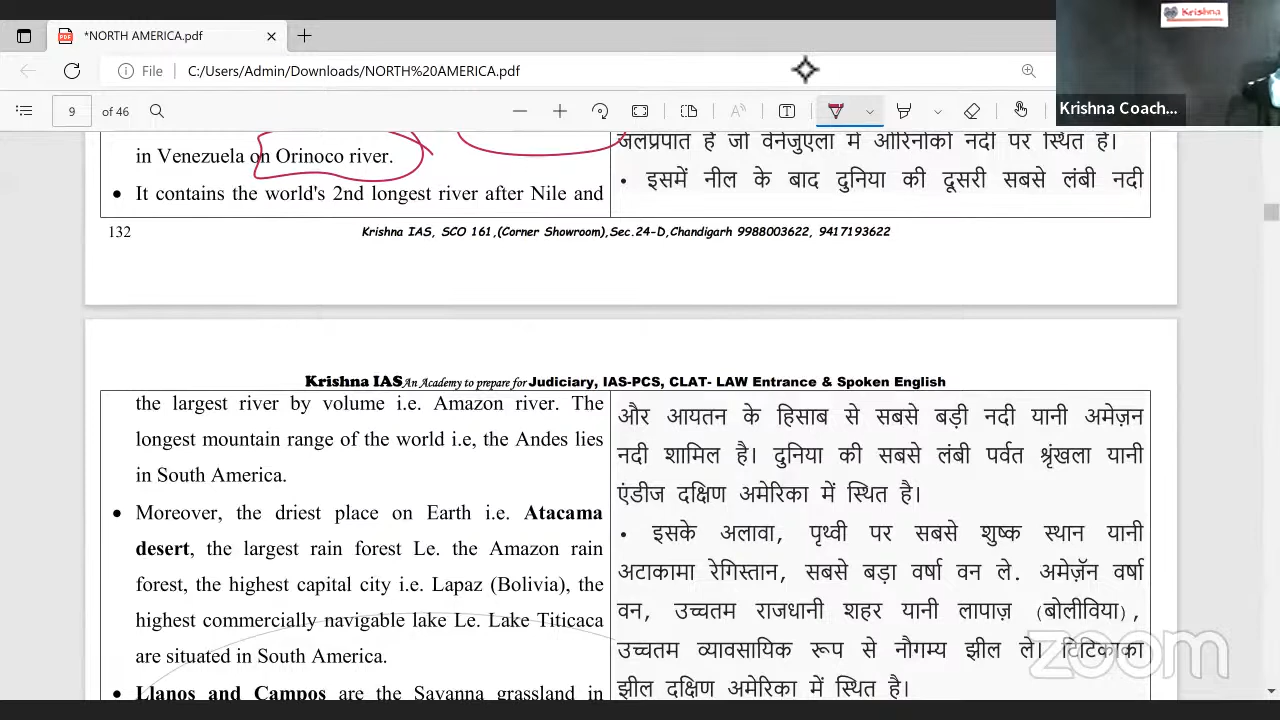 Krishna
*NORTH AMERICA.pdf
File
C:/Users/Admin/Downloads/NORTH%20AMERICA.pdf
9 of 46
Krishna Coach...
in Venezuela on Orinoco river.
• It contains the world's 2nd longest river after Nile and
जलप्रपात है जो वेनेजुएला में ओरिनोको नदी पर स्थित है।
• इसमें नील के बाद दुनिया की दूसरी सबसे लंबी नदी
132
Krishna IAS, SCO 161,(Corner Showroom),Sec.24-D,Chandigarh 9988003622, 9417193622
Krishna IAS An Academy to prepare for Judiciary, IAS-PCS, CLAT- LAW Entrance & Spoken English
the largest river by volume i.e. Amazon river. The
longest mountain range of the world i.e, the Andes lies
in South America.
• Moreover, the driest place on Earth i.e. Atacama
desert, the largest rain forest Le. the Amazon rain
forest, the highest capital city i.e. Lapaz (Bolivia), the
highest commercially navigable lake Le. Lake Titicaca
are situated in South America.
• Llanos and Campos are the Savanna grassland in
और आयतन के हिसाब से सबसे बड़ी नदी यानी अमेज़न
नदी शामिल है। दुनिया की सबसे लंबी पर्वत श्रृंखला यानी
एंडीज दक्षिण अमेरिका में स्थित है।
• इसके अलावा, पृथ्वी पर सबसे शुष्क स्थान यानी
अटाकामा रेगिस्तान, सबसे बड़ा वर्षा वन ले. अमेज़ॅन वर्षा
वन, उच्चतम राजधानी शहर यानी लापाज़ (बोलीविया),
उच्चतम व्यावसायिक रूप से नौगम्य झील ले। टिटिकाका
झील दक्षिण अमेरिका में स्थित है।
zoom